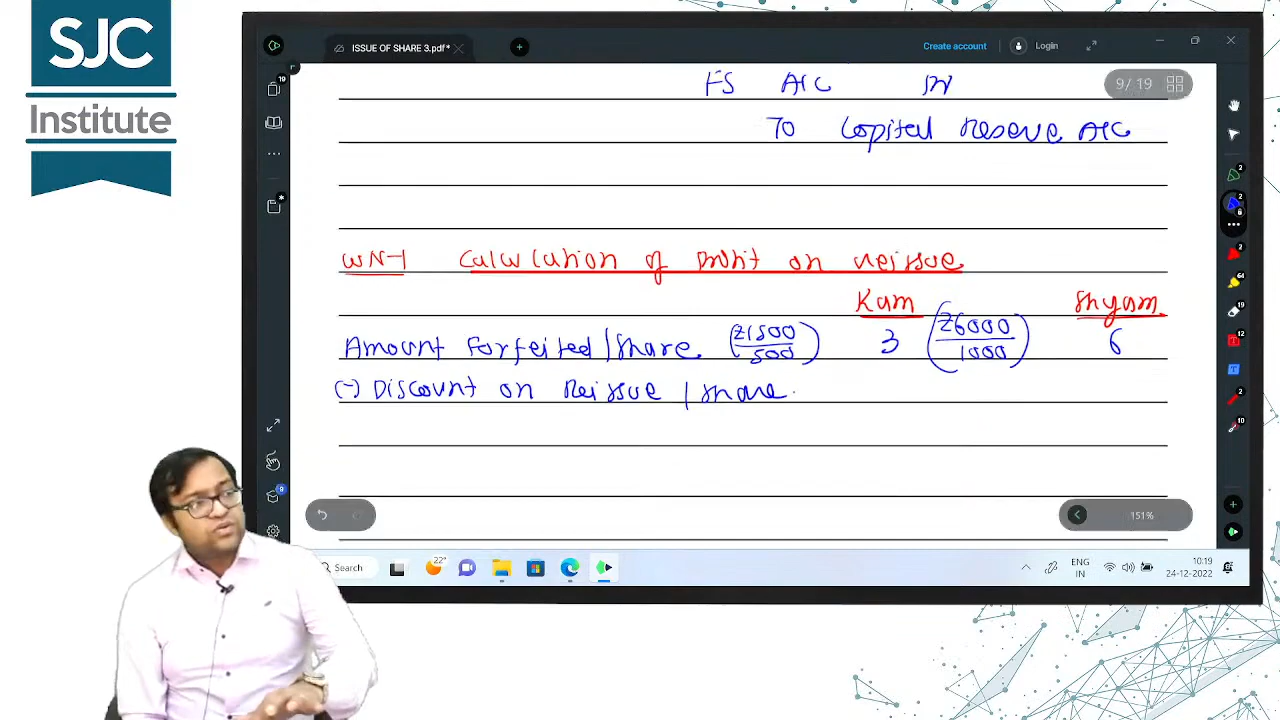 SJC
Institute
ISSUE OF SHARE 3.pdf*
Create account
Login
9/19
FS A/C Dr
To Capital Reserve A/C
WN-1 Calculation of Profit on Reissue
Ram Shyam
Amount Forfeited/Share (₹1500/500) 3 (₹6000/1000) 6
(-) Discount on Reissue/Share
151%
22°
Search
ENG
IN
10:19
24-12-2022